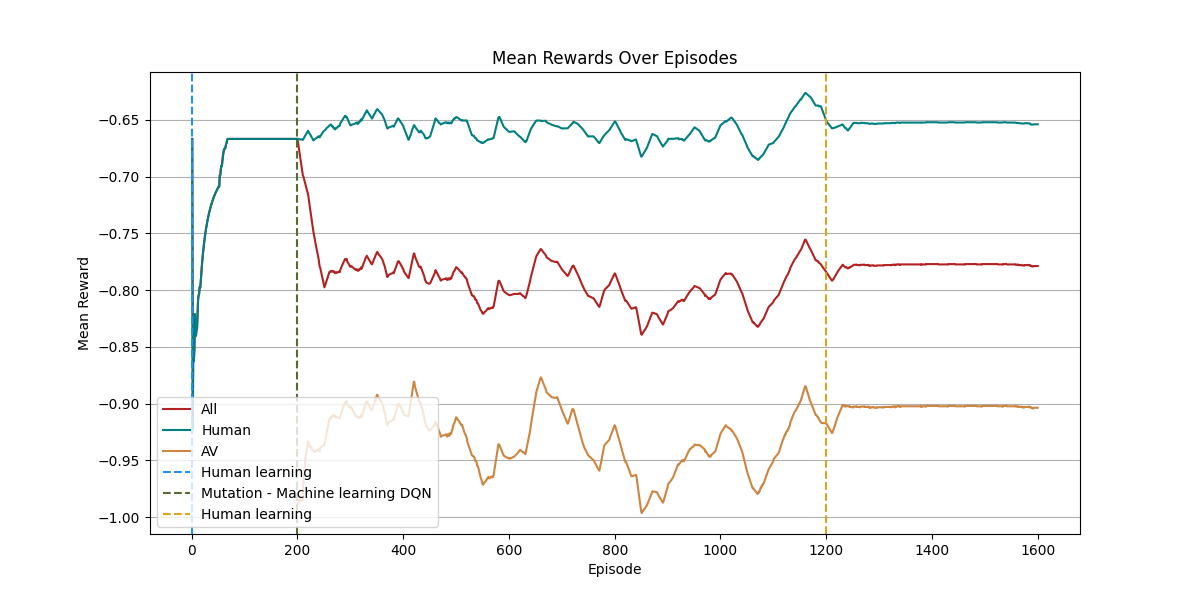 Mean Rewards Over Episodes
Mean Reward
−0.65
−0.70
−0.75
−0.80
−0.85
−0.90
−0.95
−1.00
All
Human
AV
Human learning
Mutation - Machine learning DQN
Human learning
0
200
400
600
800
1000
1200
1400
1600
Episode